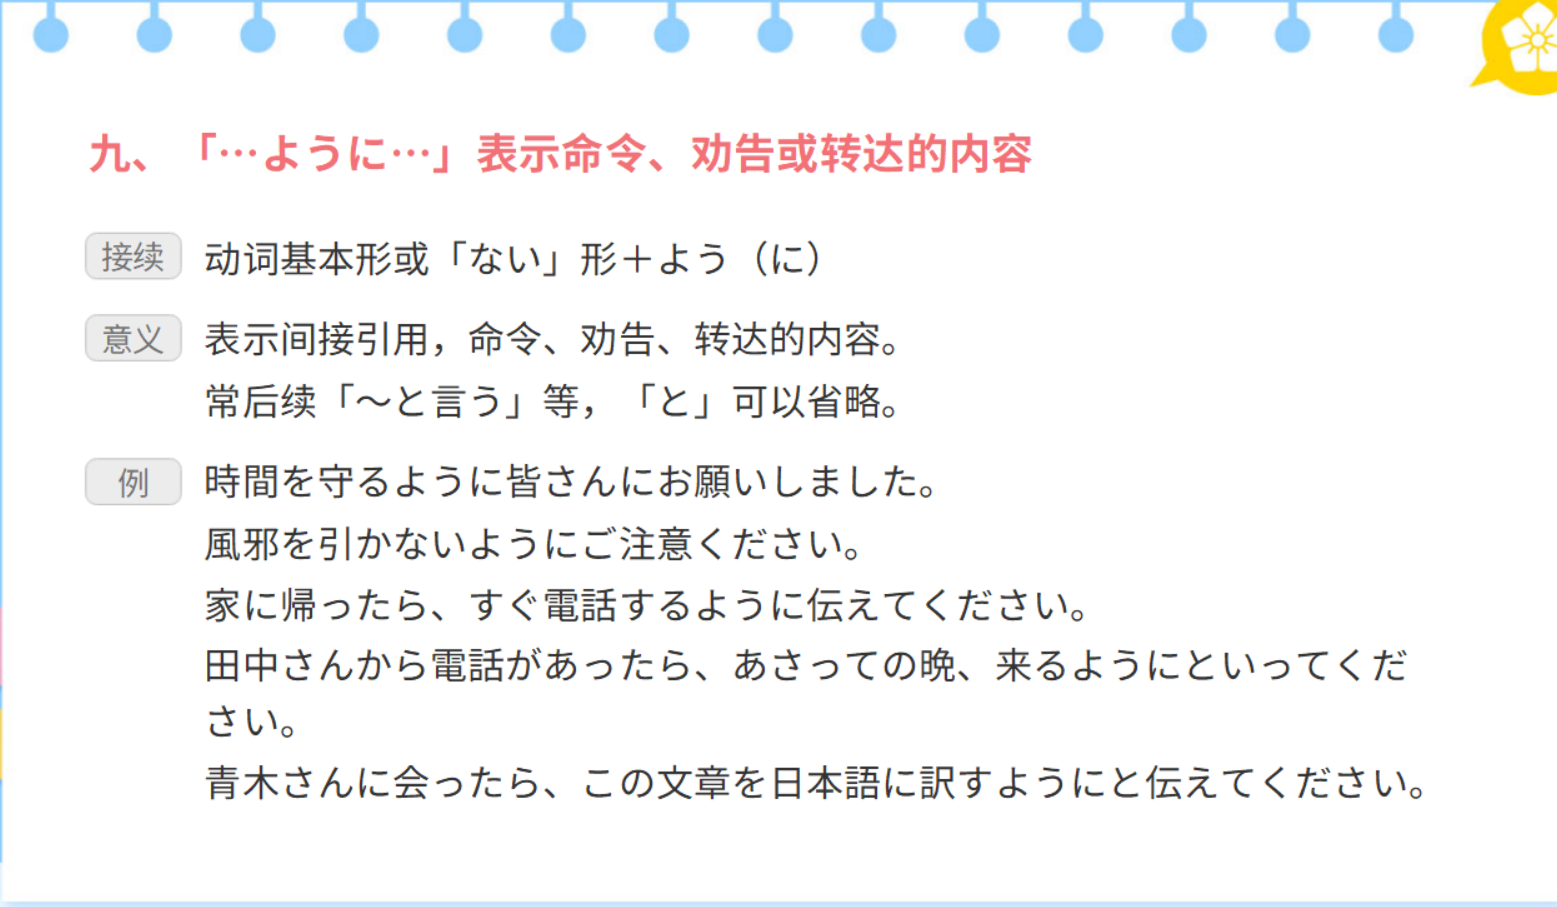 九、「…ように…」表示命令、劝告或转达的内容
接续 动词基本形或「ない」形＋よう（に）
意义 表示间接引用，命令、劝告、转达的内容。
常后续「～と言う」等，「と」可以省略。
例 時間を守るように皆さんにお願いしました。
風邪を引かないようにご注意ください。
家に帰ったら、すぐ電話するように伝えてください。
田中さんから電話があったら、あさっての晩、来るようにといってくだ
さい。
青木さんに会ったら、この文章を日本語に訳すようにと伝えてください。